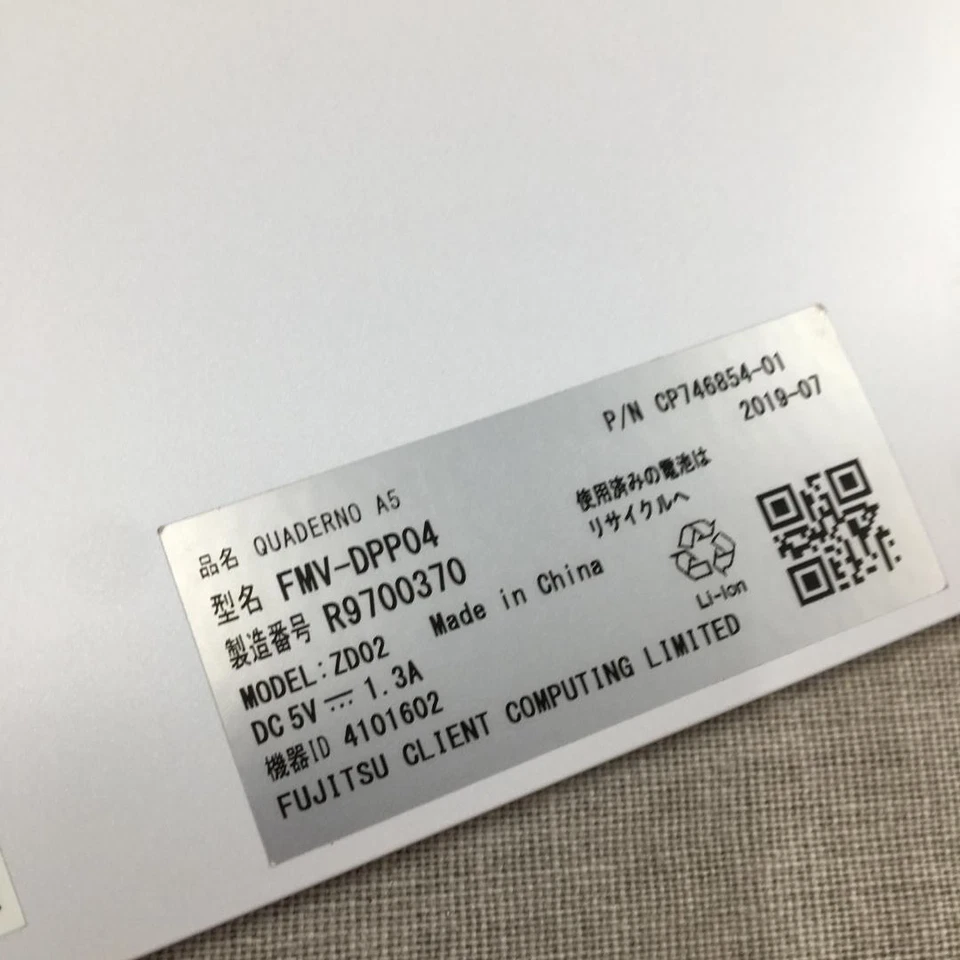 P/N CP746854-01
2019-07
品名 QUADERNO A5
型名 FMV-DPP04
製造番号 R9700370
MODEL:ZD02 Made in China
DC 5V 1.3A
機器ID 4101602
FUJITSU CLIENT COMPUTING LIMITED
使用済みの電池は
リサイクルへ
Li-Ion